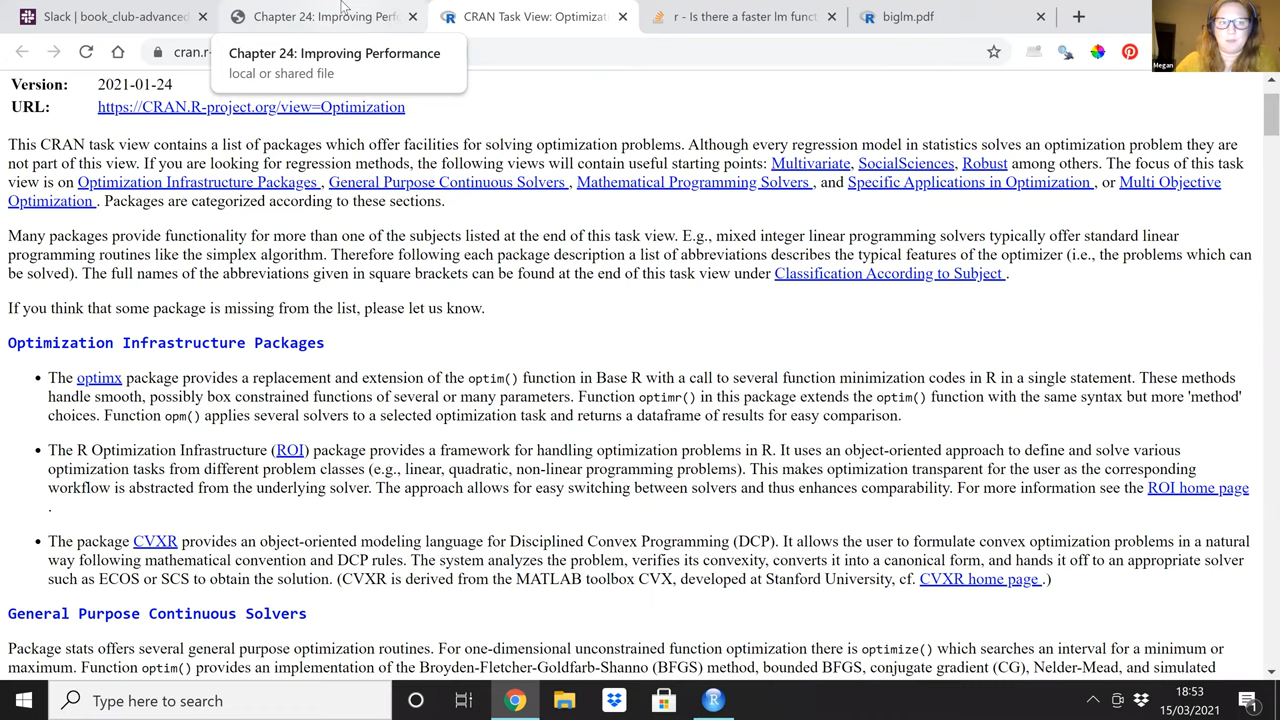 Slack | book_club-advanced
Chapter 24: Improving Perfo
CRAN Task View: Optimizat
r - Is there a faster lm funct
biglm.pdf
cran.r-
Chapter 24: Improving Performance
local or shared file
Megan
Version: 2021-01-24
URL: https://CRAN.R-project.org/view=Optimization
This CRAN task view contains a list of packages which offer facilities for solving optimization problems. Although every regression model in statistics solves an optimization problem they are
not part of this view. If you are looking for regression methods, the following views will contain useful starting points: Multivariate, SocialSciences, Robust among others. The focus of this task
view is on Optimization Infrastructure Packages , General Purpose Continuous Solvers , Mathematical Programming Solvers , and Specific Applications in Optimization , or Multi Objective
Optimization . Packages are categorized according to these sections.
Many packages provide functionality for more than one of the subjects listed at the end of this task view. E.g., mixed integer linear programming solvers typically offer standard linear
programming routines like the simplex algorithm. Therefore following each package description a list of abbreviations describes the typical features of the optimizer (i.e., the problems which can
be solved). The full names of the abbreviations given in square brackets can be found at the end of this task view under Classification According to Subject .
If you think that some package is missing from the list, please let us know.
Optimization Infrastructure Packages
• The optimx package provides a replacement and extension of the optim() function in Base R with a call to several function minimization codes in R in a single statement. These methods
handle smooth, possibly box constrained functions of several or many parameters. Function optimr() in this package extends the optim() function with the same syntax but more 'method'
choices. Function opm() applies several solvers to a selected optimization task and returns a dataframe of results for easy comparison.
• The R Optimization Infrastructure (ROI) package provides a framework for handling optimization problems in R. It uses an object-oriented approach to define and solve various
optimization tasks from different problem classes (e.g., linear, quadratic, non-linear programming problems). This makes optimization transparent for the user as the corresponding
workflow is abstracted from the underlying solver. The approach allows for easy switching between solvers and thus enhances comparability. For more information see the ROI home page
.
• The package CVXR provides an object-oriented modeling language for Disciplined Convex Programming (DCP). It allows the user to formulate convex optimization problems in a natural
way following mathematical convention and DCP rules. The system analyzes the problem, verifies its convexity, converts it into a canonical form, and hands it off to an appropriate solver
such as ECOS or SCS to obtain the solution. (CVXR is derived from the MATLAB toolbox CVX, developed at Stanford University, cf. CVXR home page .)
General Purpose Continuous Solvers
Package stats offers several general purpose optimization routines. For one-dimensional unconstrained function optimization there is optimize() which searches an interval for a minimum or
maximum. Function optim() provides an implementation of the Broyden-Fletcher-Goldfarb-Shanno (BFGS) method, bounded BFGS, conjugate gradient (CG), Nelder-Mead, and simulated
Type here to search
18:53
15/03/2021
1